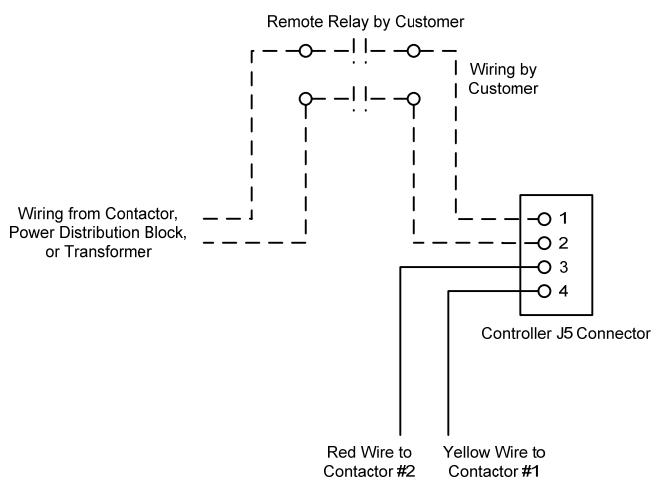 Remote Relay by Customer
Wiring by
Customer
Wiring from Contactor,
Power Distribution Block,
or Transformer
1
2
3
4
Controller J5 Connector
Red Wire to
Contactor #2
Yellow Wire to
Contactor #1